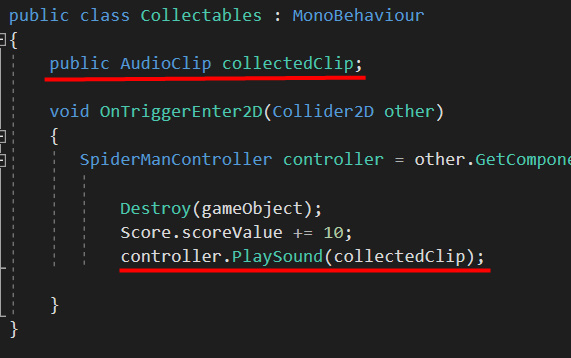 public class Collectables : MonoBehaviour
{
public AudioClip collectedClip;
void OnTriggerEnter2D(Collider2D other)
{
SpiderManController controller = other.GetCompone
Destroy(gameObject);
Score.scoreValue += 10;
controller.PlaySound(collectedClip);
}
}